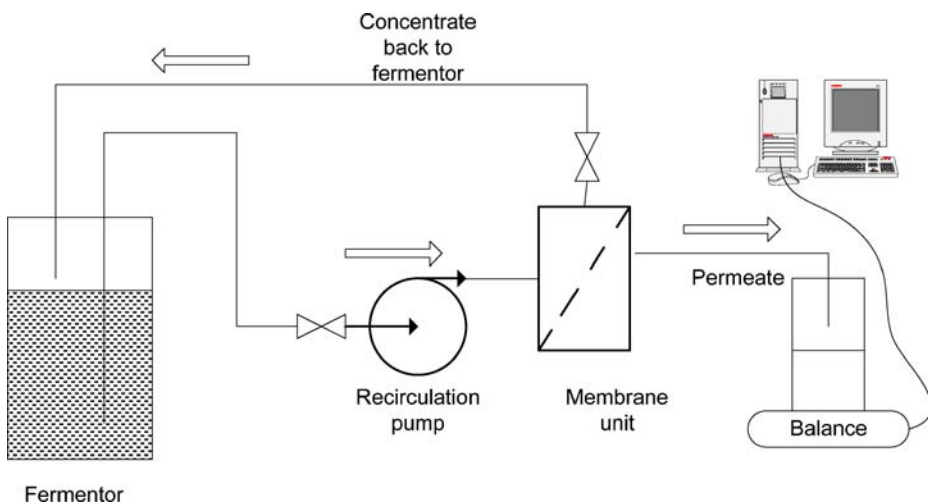 Concentrate
back to
fermentor
Permeate
Recirculation
pump
Membrane
unit
Balance
Fermentor